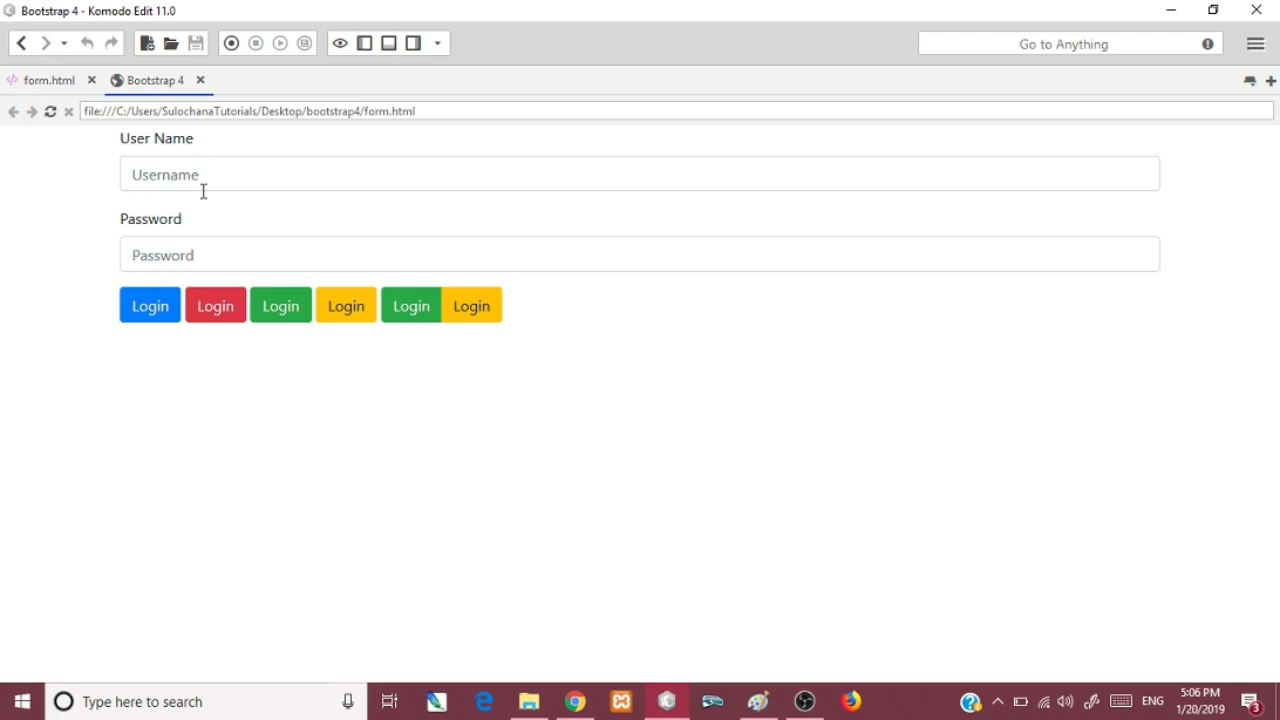 Bootstrap 4 - Komodo Edit 11.0
Go to Anything
form.html
Bootstrap 4
file:///C:/Users/SulochanaTutorials/Desktop/bootstrap4/form.html
User Name
Username
Password
Password
Login Login Login Login Login Login
Type here to search
ENG
5:06 PM
1/20/2019
3